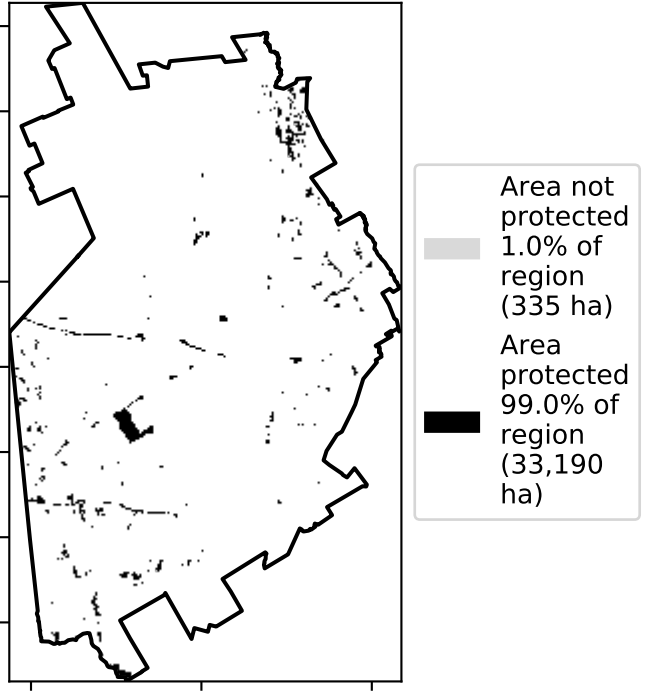 Area not
protected
1.0% of
region
(335 ha)
Area
protected
99.0% of
region
(33,190
ha)